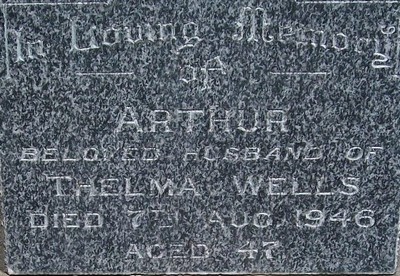 In Loving Memory
of
ARTHUR
BELOVED HUSBAND OF
THELMA WELLS
DIED 7TH AUG. 1946
AGED 47